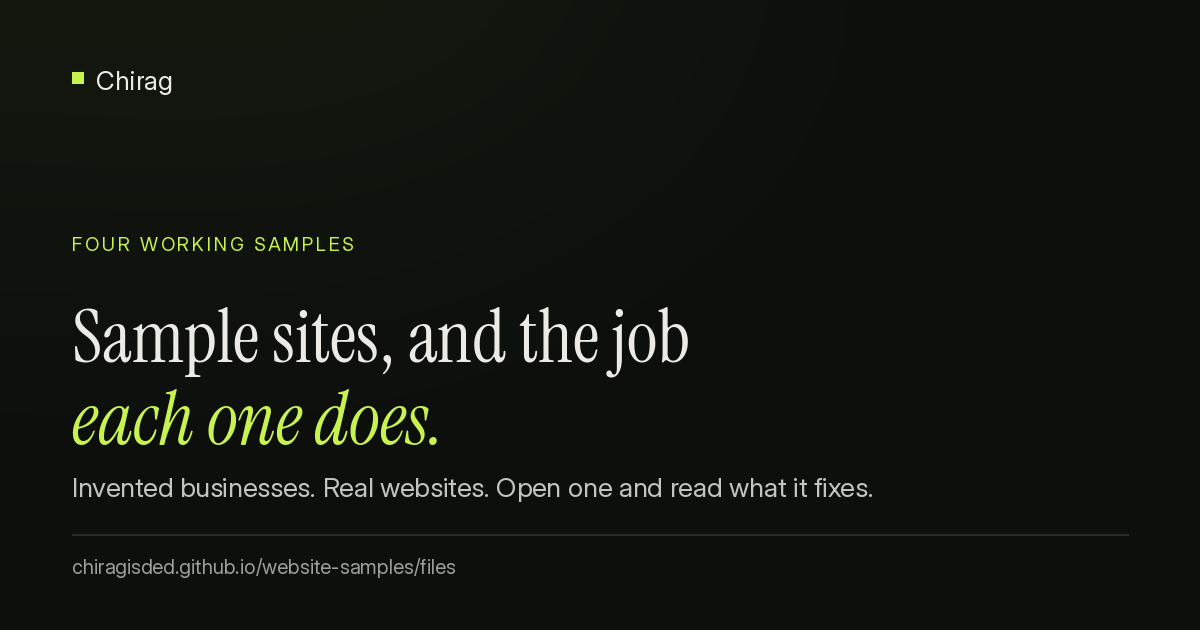 Chirag
FOUR WORKING SAMPLES
Sample sites, and the job
each one does.
Invented businesses. Real websites. Open one and read what it fixes.
chiragisded.github.io/website-samples/files